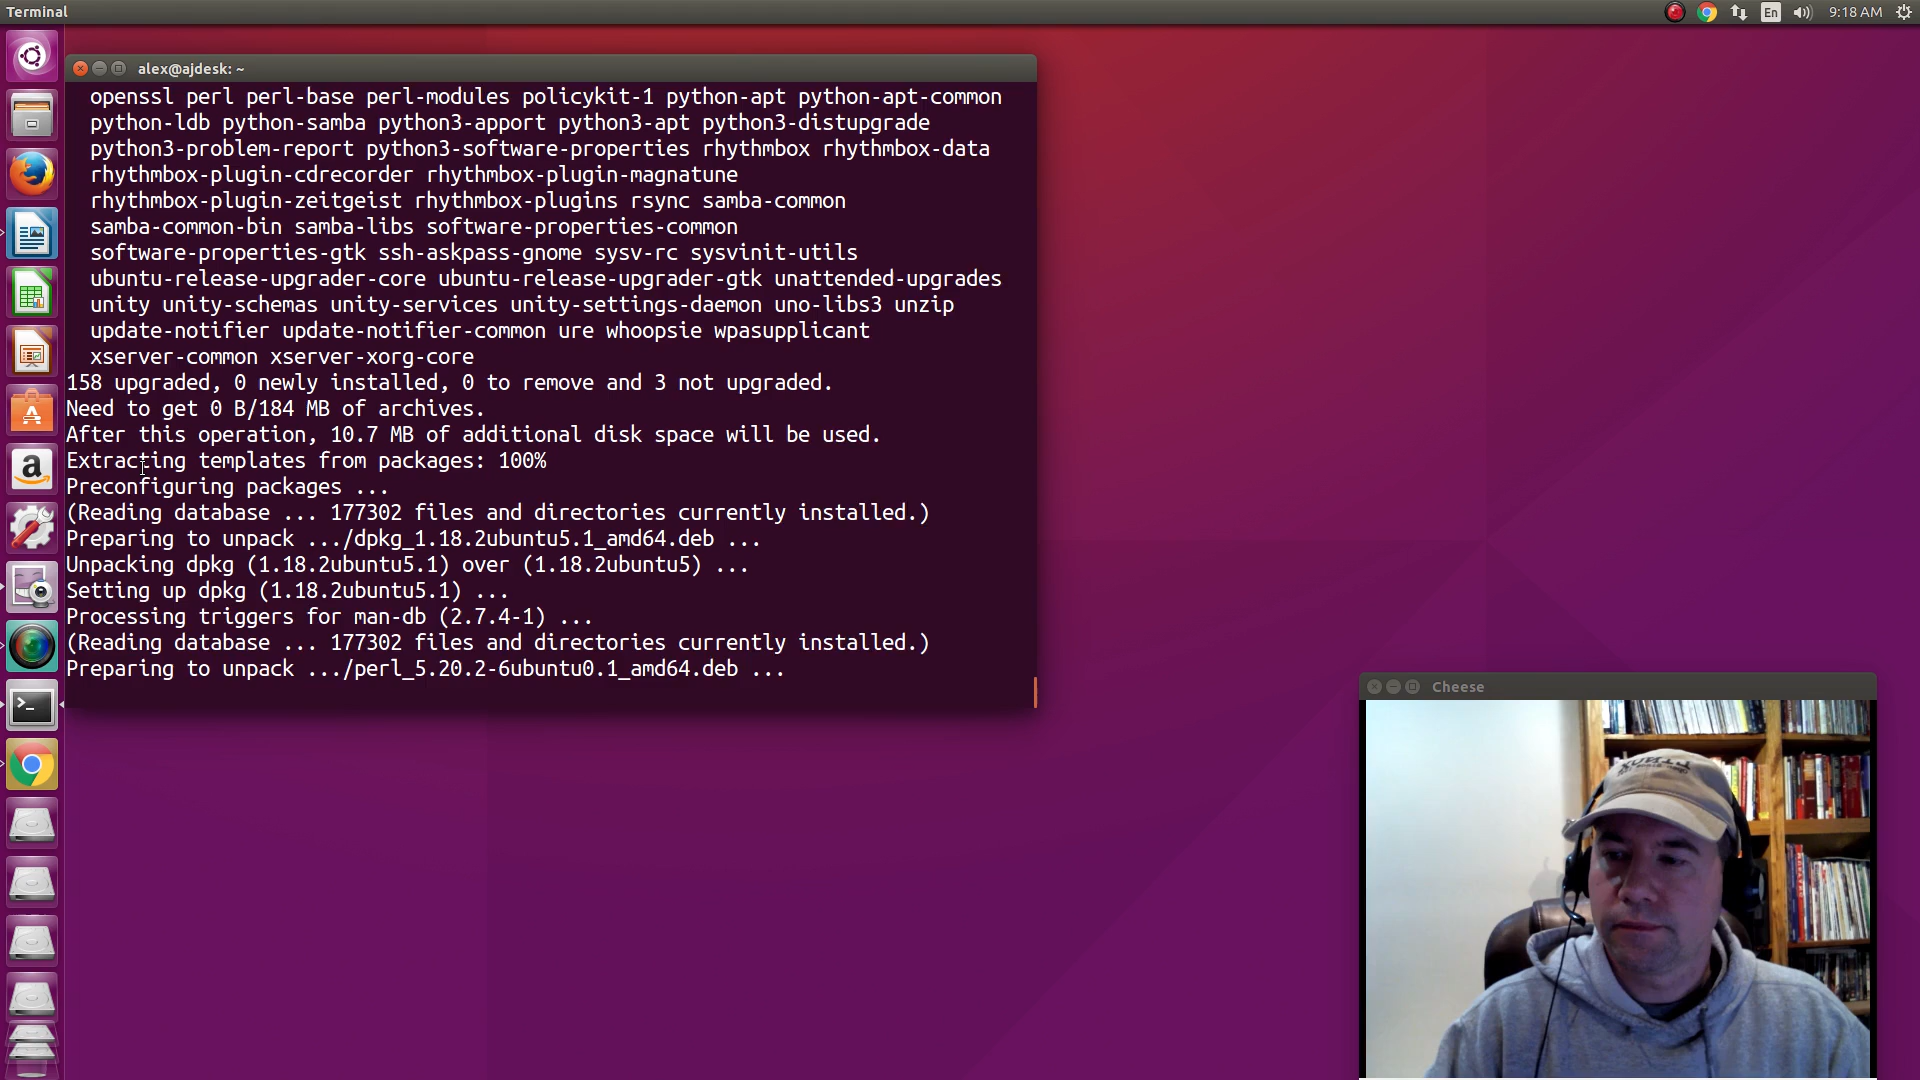 Terminal
En
9:18 AM
alex@ajdesk: ~
openssl perl perl-base perl-modules policykit-1 python-apt python-apt-common
python-ldb python-samba python3-apport python3-apt python3-distupgrade
python3-problem-report python3-software-properties rhythmbox rhythmbox-data
rhythmbox-plugin-cdrecorder rhythmbox-plugin-magnatune
rhythmbox-plugin-zeitgeist rhythmbox-plugins rsync samba-common
samba-common-bin samba-libs software-properties-common
software-properties-gtk ssh-askpass-gnome sysv-rc sysvinit-utils
ubuntu-release-upgrader-core ubuntu-release-upgrader-gtk unattended-upgrades
unity unity-schemas unity-services unity-settings-daemon uno-libs3 unzip
update-notifier update-notifier-common ure whoopsie wpasupplicant
xserver-common xserver-xorg-core
158 upgraded, 0 newly installed, 0 to remove and 3 not upgraded.
Need to get 0 B/184 MB of archives.
After this operation, 10.7 MB of additional disk space will be used.
Extracting templates from packages: 100%
Preconfiguring packages ...
(Reading database ... 177302 files and directories currently installed.)
Preparing to unpack .../dpkg_1.18.2ubuntu5.1_amd64.deb ...
Unpacking dpkg (1.18.2ubuntu5.1) over (1.18.2ubuntu5) ...
Setting up dpkg (1.18.2ubuntu5.1) ...
Processing triggers for man-db (2.7.4-1) ...
(Reading database ... 177302 files and directories currently installed.)
Preparing to unpack .../perl_5.20.2-6ubuntu0.1_amd64.deb ...
Cheese